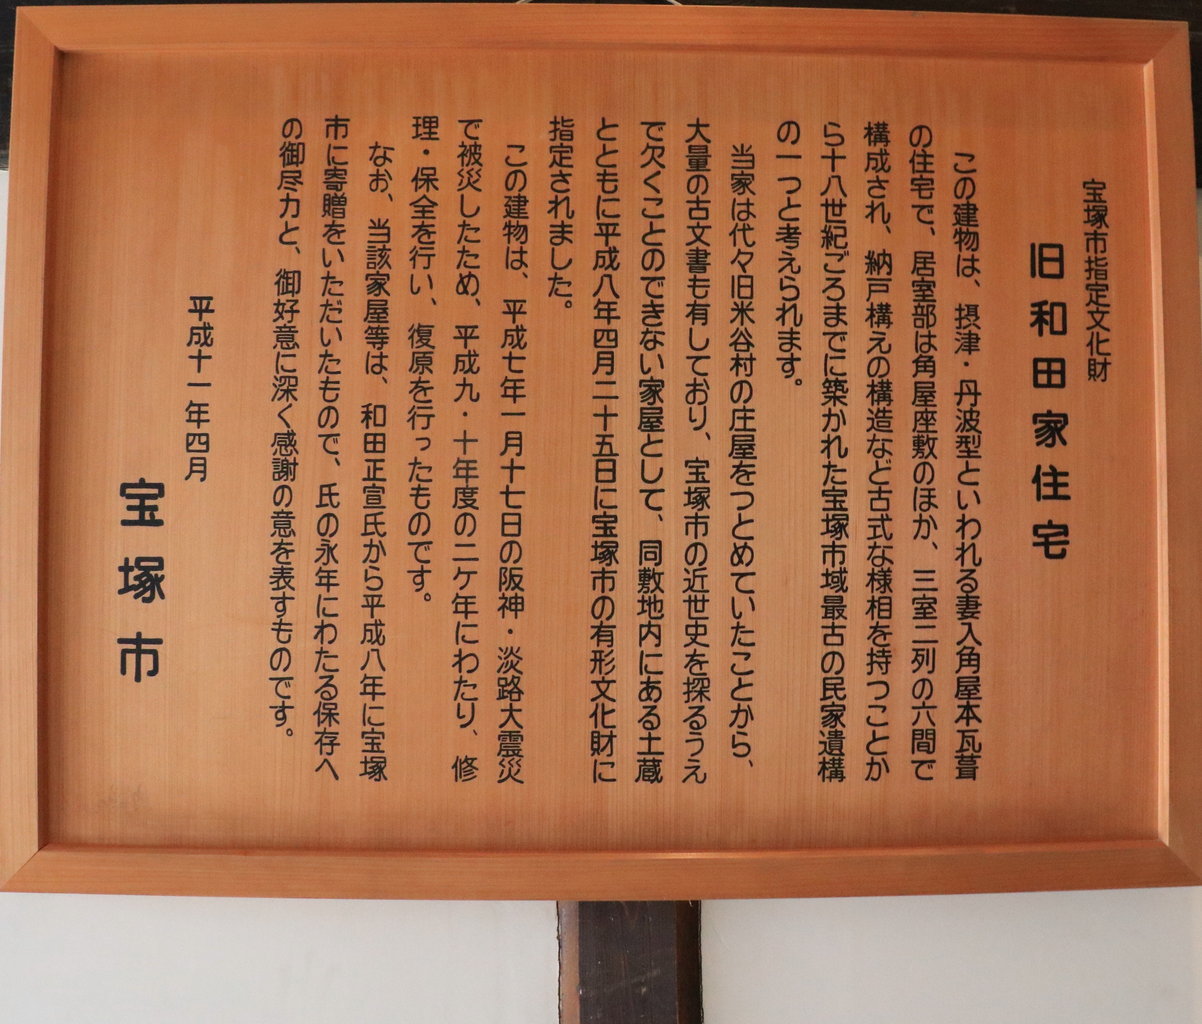 宝塚市指定文化財
旧和田家住宅
この建物は、摂津・丹波型といわれる妻入角屋本瓦葺
の住宅で、居室部は角屋座敷のほか、三室二列の六間で
構成され、納戸構えの構造など古式な様相を持つことか
ら十八世紀ごろまでに築かれた宝塚市域最古の民家遺構
の一つと考えられます。
当家は代々旧米谷村の庄屋をつとめていたことから、
大量の古文書も有しており、宝塚市の近世史を探るうえ
で欠くことのできない家屋として、同敷地内にある土蔵
とともに平成八年四月二十五日に宝塚市の有形文化財に
指定されました。
この建物は、平成七年一月十七日の阪神・淡路大震災
で被災したため、平成九・十年度の二ケ年にわたり、修
理・保全を行い、復原を行ったものです。
なお、当該家屋等は、和田正宣氏から平成八年に宝塚
市に寄贈をいただいたもので、氏の永年にわたる保存へ
の御尽力と、御好意に深く感謝の意を表すものです。
平成十一年四月
宝塚市